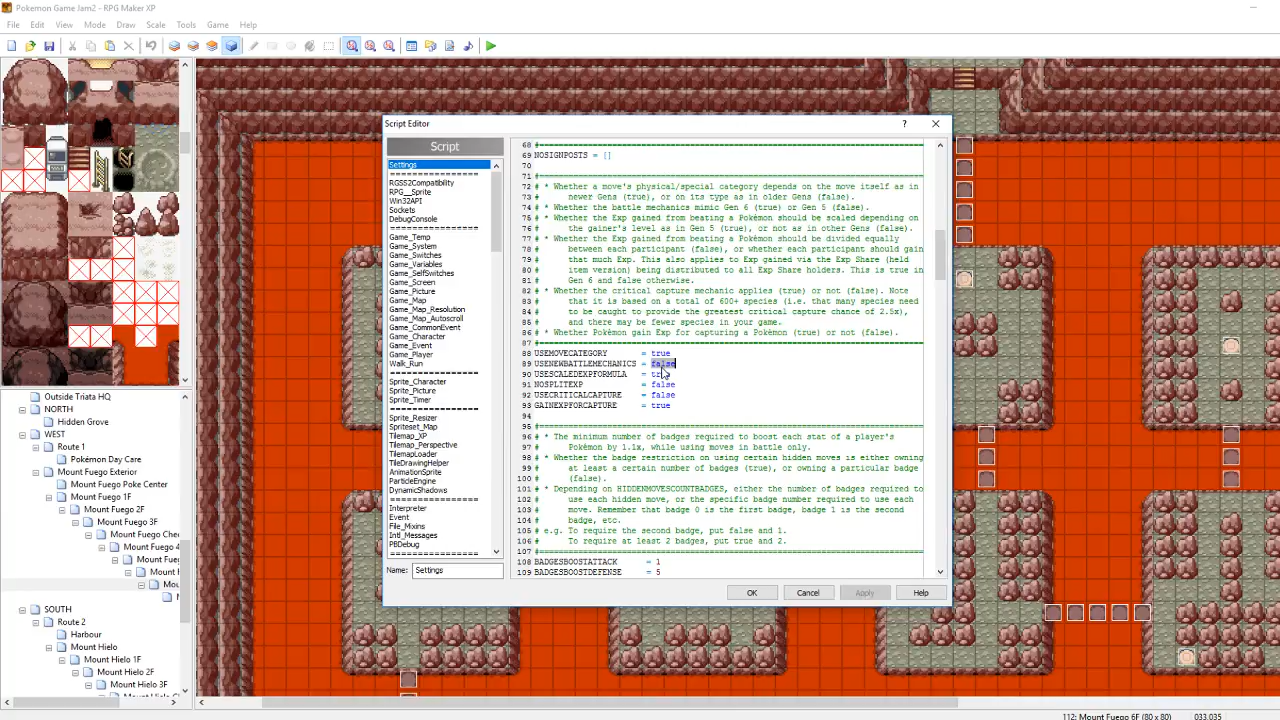 Pokemon Game Jam2 - RPG Maker XP
File Edit View Mode Draw Scale Tools Game Help
Outside Triata HQ
NORTH
Hidden Grove
WEST
Route 1
Pokémon Day Care
Mount Fuego Exterior
Mount Fuego Poke Center
Mount Fuego 1F
Mount Fuego 2F
Mount Fuego 3F
Mount Fuego Chee
Mount Fuego 4
Mount Fue
Mount F
Mou
SOUTH
Route 2
Harbour
Mount Hielo
Mount Hielo 1F
Mount Hielo 2F
Mount Hielo 3F
Script Editor
Script
Settings
====================
RGSS2Compatibility
RPG__Sprite
Win32API
Sockets
DebugConsole
====================
Game_Temp
Game_System
Game_Switches
Game_Variables
Game_SelfSwitches
Game_Screen
Game_Picture
Game_Map
Game_Map_Resolution
Game_Map_Autoscroll
Game_CommonEvent
Game_Character
Game_Event
Game_Player
Walk_Run
====================
Sprite_Character
Sprite_Picture
Sprite_Timer
====================
Sprite_Resizer
Spriteset_Map
Tilemap_XP
Tilemap_Perspective
TilemapLoader
TileDrawingHelper
AnimationSprite
ParticleEngine
DynamicShadows
====================
Interpreter
Event
File_Mixins
Intl_Messages
PBDebug
====================
Name: Settings
68 #===============================================================================
69 NOSIGNPOSTS = []
70
71 #===============================================================================
72 # * Whether a move's physical/special category depends on the move itself as in
73 #     newer Gens (true), or on its type as in older Gens (false).
74 # * Whether the battle mechanics mimic Gen 6 (true) or Gen 5 (false).
75 # * Whether the Exp gained from beating a Pokémon should be scaled depending on
76 #     the gainer's level as in Gen 5 (true), or not as in other Gens (false).
77 # * Whether the Exp gained from beating a Pokémon should be divided equally
78 #     between each participant (false), or whether each participant should gain
79 #     that much Exp. This also applies to Exp gained via the Exp Share (held
80 #     item version) being distributed to all Exp Share holders. This is true in
81 #     Gen 6 and false otherwise.
82 # * Whether the critical capture mechanic applies (true) or not (false). Note
83 #     that it is based on a total of 600+ species (i.e. that many species need
84 #     to be caught to provide the greatest critical capture chance of 2.5x),
85 #     and there may be fewer species in your game.
86 # * Whether Pokémon gain Exp for capturing a Pokémon (true) or not (false).
87 #===============================================================================
88 USEMOVECATEGORY = true
89 USENEWBATTLEMECHANICS = false
90 USESCALEDEXPFORMULA = true
91 NOSPLITEXP = false
92 USECRITICALCAPTURE = false
93 GAINEXPFORCAPTURE = true
94
95 #===============================================================================
96 # * The minimum number of badges required to boost each stat of a player's
97 #     Pokémon by 1.1x, while using moves in battle only.
98 # * Whether the badge restriction on using certain hidden moves is either owning
99 #     at least a certain number of badges (true), or owning a particular badge
100 #     (false).
101 # * Depending on HIDDENMOVESCOUNTBADGES, either the number of badges required to
102 #     use each hidden move, or the specific badge number required to use each
103 #     move. Remember that badge 0 is the first badge, badge 1 is the second
104 #     badge, etc.
105 # e.g. To require the second badge, put false and 1.
106 #      To require at least 2 badges, put true and 2.
107 #===============================================================================
108 BADGESBOOSTATTACK = 1
109 BADGESBOOSTDEFENSE = 5
OK Cancel Apply Help
112: Mount Fuego 6F (80 x 80) 033,035